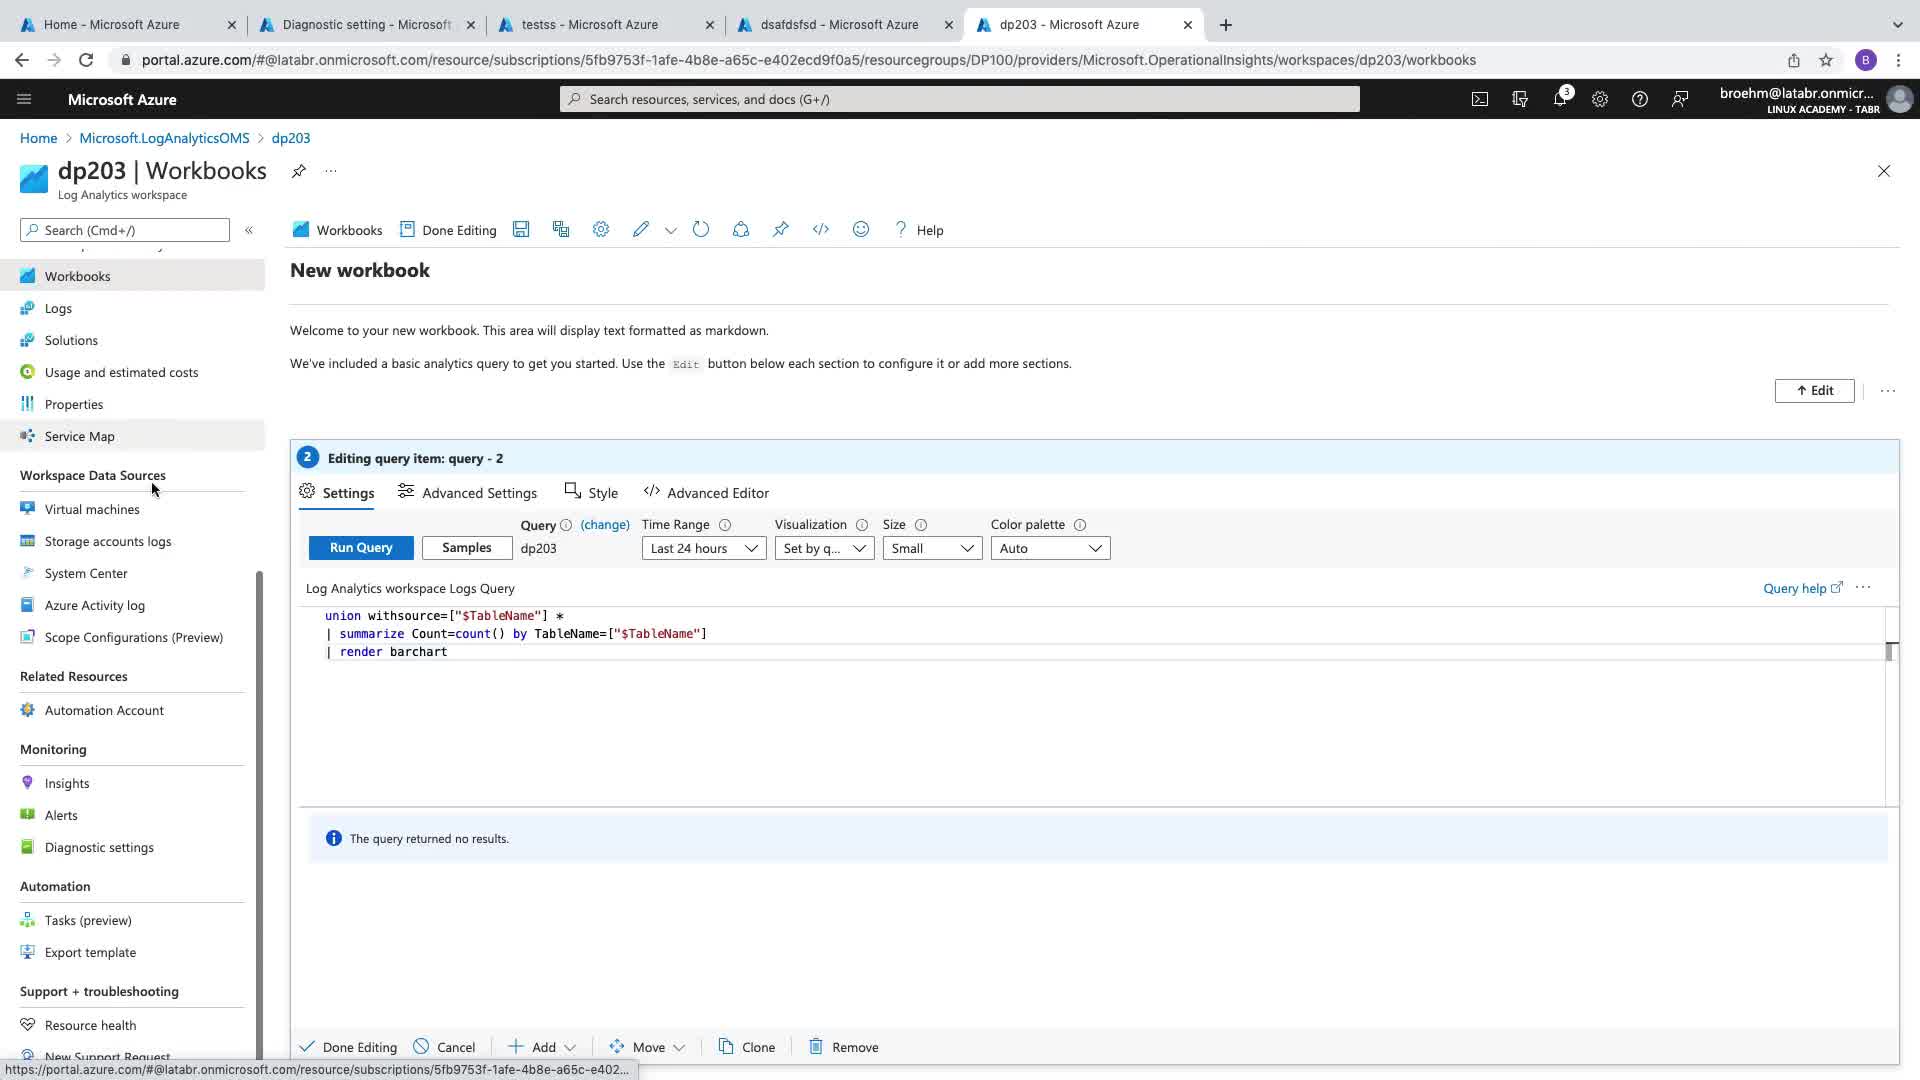 Home - Microsoft Azure
Diagnostic setting - Microsoft
testss - Microsoft Azure
dsafdsfsd - Microsoft Azure
dp203 - Microsoft Azure
portal.azure.com/#@latabr.onmicrosoft.com/resource/subscriptions/5fb9753f-1afe-4b8e-a65c-e402ecd9f0a5/resourcegroups/DP100/providers/Microsoft.OperationalInsights/workspaces/dp203/workbooks
B
Microsoft Azure
Search resources, services, and docs (G+/)
3
broehm@latabr.onmicr...
LINUX ACADEMY - TABR
Home > Microsoft.LogAnalyticsOMS > dp203
dp203 | Workbooks
...
Log Analytics workspace
Search (Cmd+/)
«
Workbooks
Done Editing
? Help
Workbooks
Logs
Solutions
Usage and estimated costs
Properties
Service Map
Workspace Data Sources
Virtual machines
Storage accounts logs
System Center
Azure Activity log
Scope Configurations (Preview)
Related Resources
Automation Account
Monitoring
Insights
Alerts
Diagnostic settings
Automation
Tasks (preview)
Export template
Support + troubleshooting
Resource health
New Support Request
New workbook
Welcome to your new workbook. This area will display text formatted as markdown.
We've included a basic analytics query to get you started. Use the Edit button below each section to configure it or add more sections.
↑ Edit
...
2 Editing query item: query - 2
Settings
Advanced Settings
Style
</> Advanced Editor
Run Query
Samples
Query (change)
dp203
Time Range
Last 24 hours
Visualization
Set by q...
Size
Small
Color palette
Auto
Log Analytics workspace Logs Query
Query help
...
union withsource=["$TableName"] *
| summarize Count=count() by TableName=["$TableName"]
| render barchart
The query returned no results.
Done Editing
Cancel
Add
Move
Clone
Remove
https://portal.azure.com/#@latabr.onmicrosoft.com/resource/subscriptions/5fb9753f-1afe-4b8e-a65c-e402...